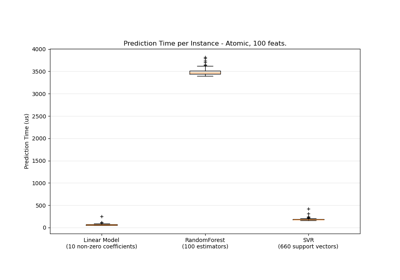 Prediction Time per Instance - Atomic, 100 feats.
4000
3500
3000
2500
2000
1500
1000
500
0
Prediction Time (us)
Linear Model
(10 non-zero coefficients)
RandomForest
(100 estimators)
SVR
(660 support vectors)